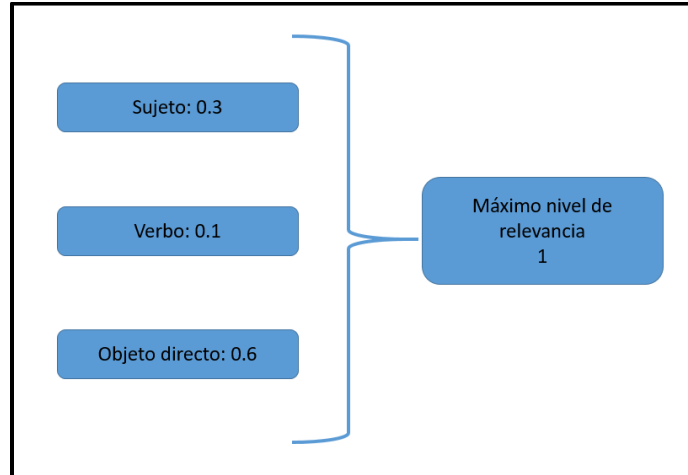 Sujeto: 0.3
Verbo: 0.1
Objeto directo: 0.6
Máximo nivel de
relevancia
1